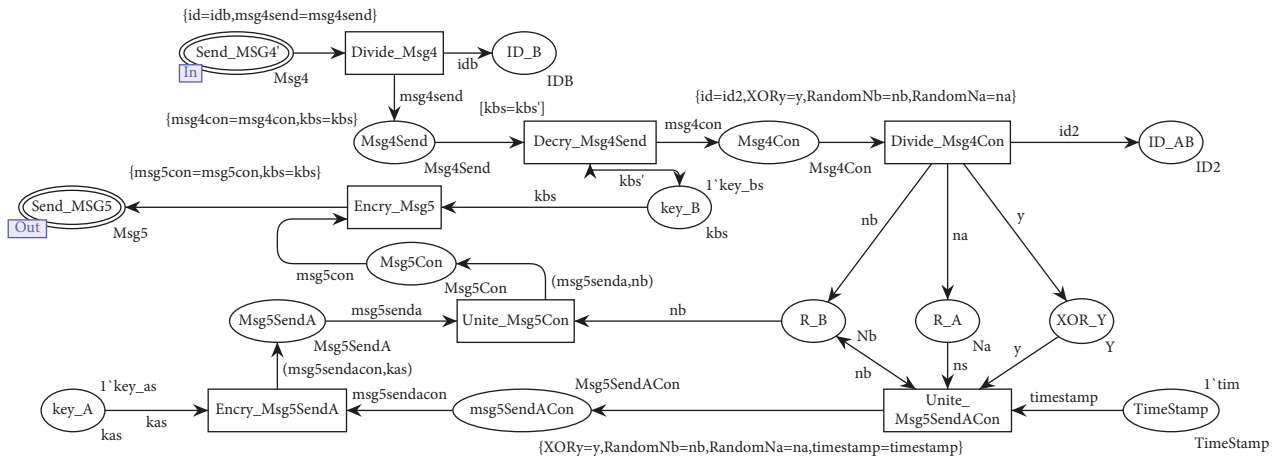 {id=idb,msg4send=msg4send}
Send_MSG4'
In
Msg4
Divide_Msg4
idb
ID_B
IDB
msg4send
{msg4con=msg4con,kbs=kbs}
Msg4Send
Msg4Send
[kbs=kbs']
Decry_Msg4Send
msg4con
{id=id2,XORy=y,RandomNb=nb,RandomNa=na}
Msg4Con
Msg4Con
Divide_Msg4Con
id2
ID_AB
ID2
kbs'
1`key_bs
key_B
kbs
{msg5con=msg5con,kbs=kbs}
Send_MSG5
Out
Msg5
Encry_Msg5
kbs
nb
na
y
msg5con
Msg5Con
Msg5Con
(msg5senda,nb)
Msg5SendA
Msg5SendA
msg5senda
Unite_Msg5Con
nb
R_B
Nb
R_A
Na
XOR_Y
Y
nb
ns
y
(msg5sendacon,kas)
1`key_as
key_A
kas
kas
Encry_Msg5SendA
msg5sendacon
Msg5SendACon
msg5SendACon
Unite_
Msg5SendACon
timestamp
1`tim
TimeStamp
TimeStamp
{XORy=y,RandomNb=nb,RandomNa=na,timestamp=timestamp}